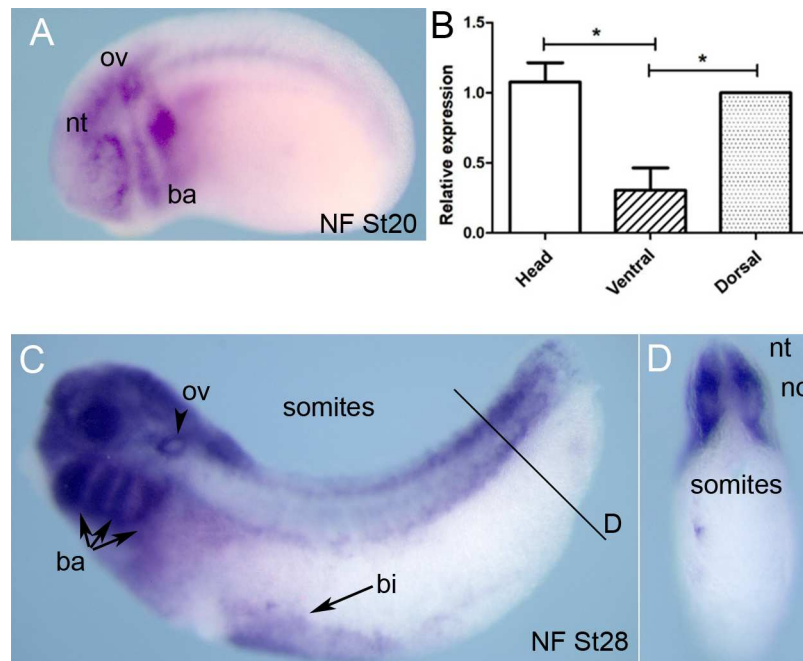 A
ov
nt
ba
NF St20
B
*
*
Relative expression
1.5
1.0
0.5
0.0
Head
Ventral
Dorsal
C
ov
somites
D
ba
bi
NF St28
D
nt
no
somites